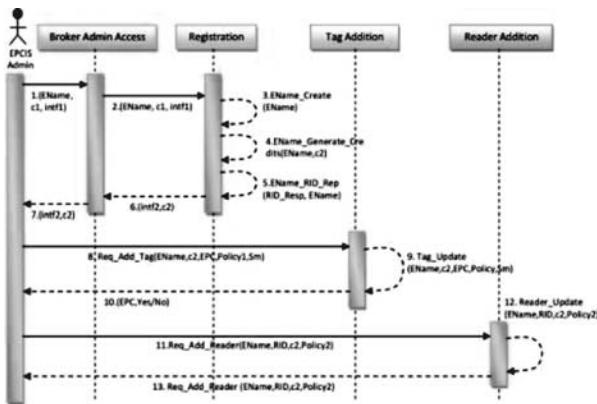 Broker Admin Access
Registration
Tag Addition
Reader Addition
EPCIS
Admin
1.(EName,
c1, intf1)
2.(EName, c1, intf1)
3.EName_Create
(EName)
4.EName_Generate_Cre
dits(EName,c2)
5.EName_RID_Rep
(RID_Resp, EName)
6.(intf2,c2)
7.(intf2,c2)
8. Req_Add_Tag(EName,c2,EPC,Policy1,Sm)
9. Tag_Update
(EName,c2,EPC,Policy,Sm)
10.(EPC,Yes/No)
12. Reader_Update
(EName,RID,c2,Policy2)
11.Req_Add_Reader(EName,RID,c2,Policy2)
13. Req_Add_Reader (EName,RID,c2,Policy2)